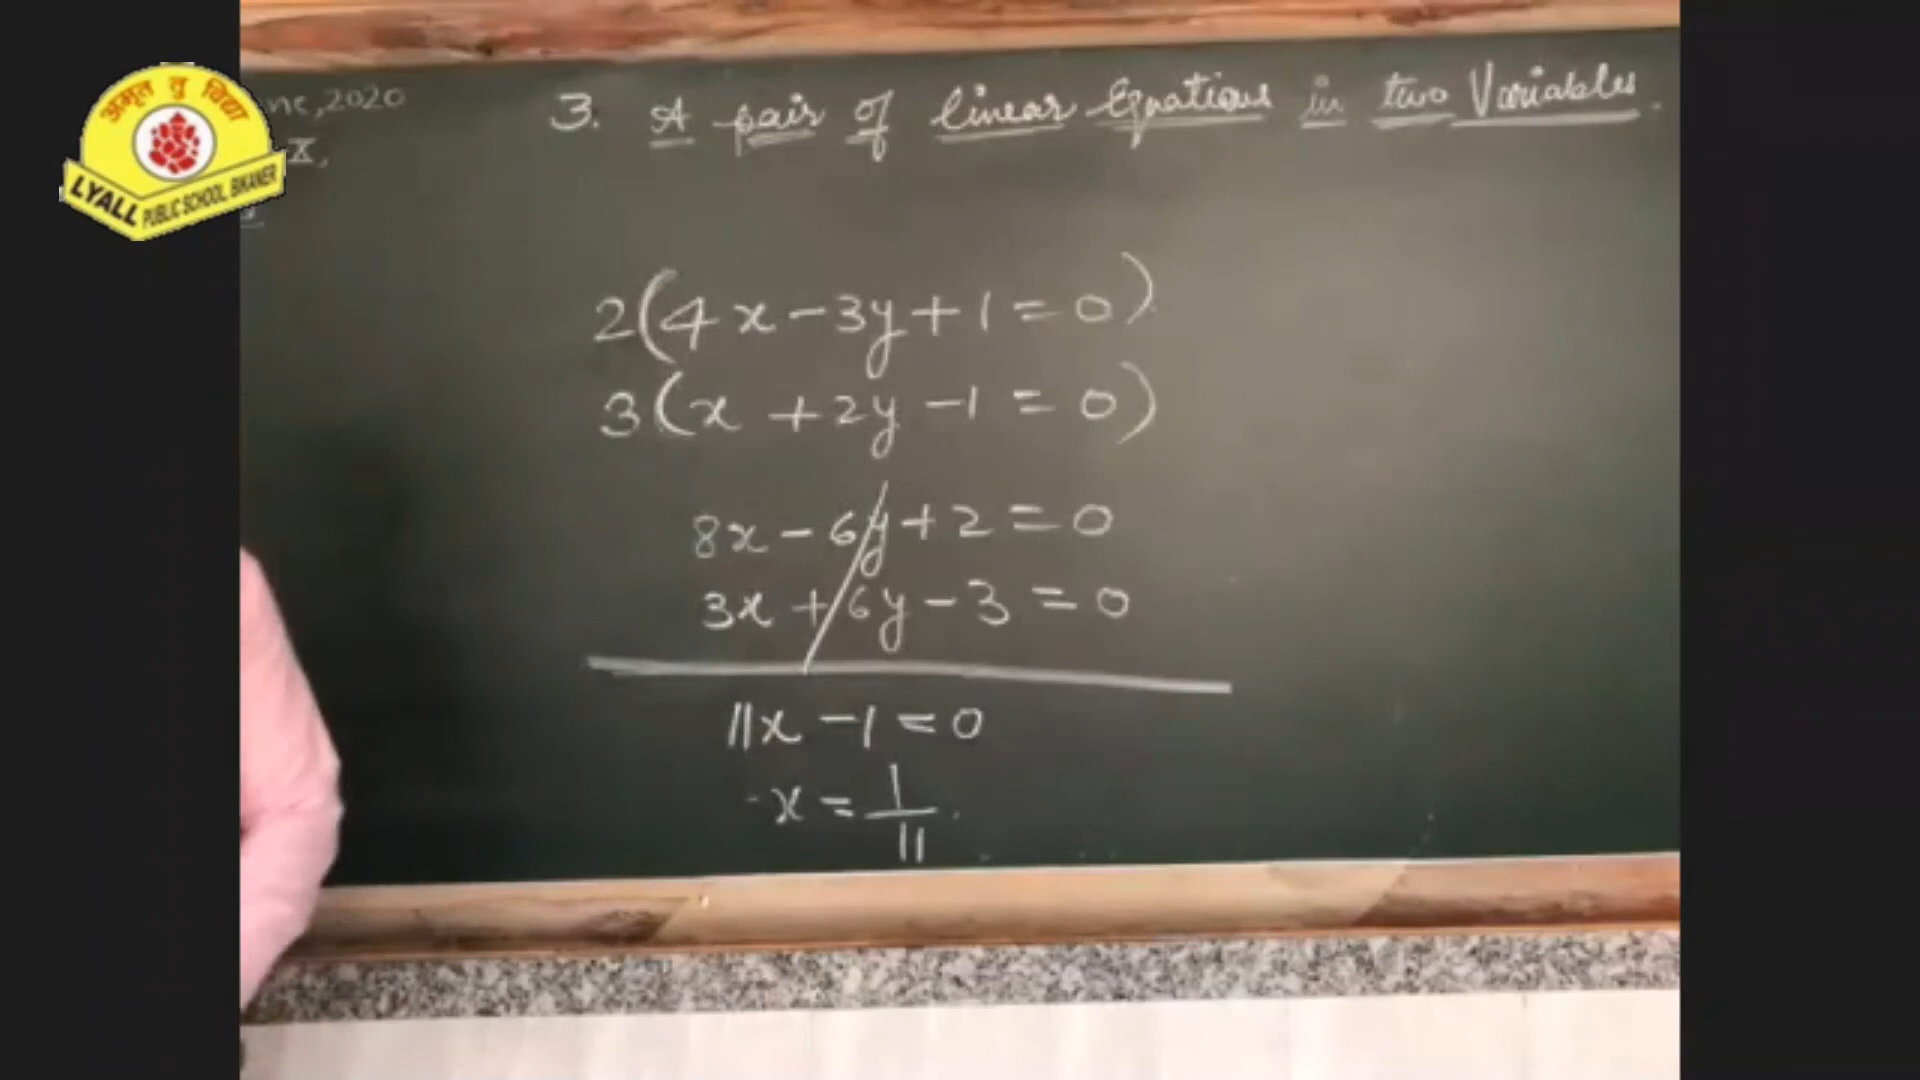 अमृतं तु विद्या
LYALL PUBLIC SCHOOL, BIKANER
ne, 2020
X,
3. A pair of linear Equations in two Variables.
2(4x-3y+1=0)
3(x+2y-1=0)
8x-6y+2=0
3x+6y-3=0
11x-1=0
x=1/11